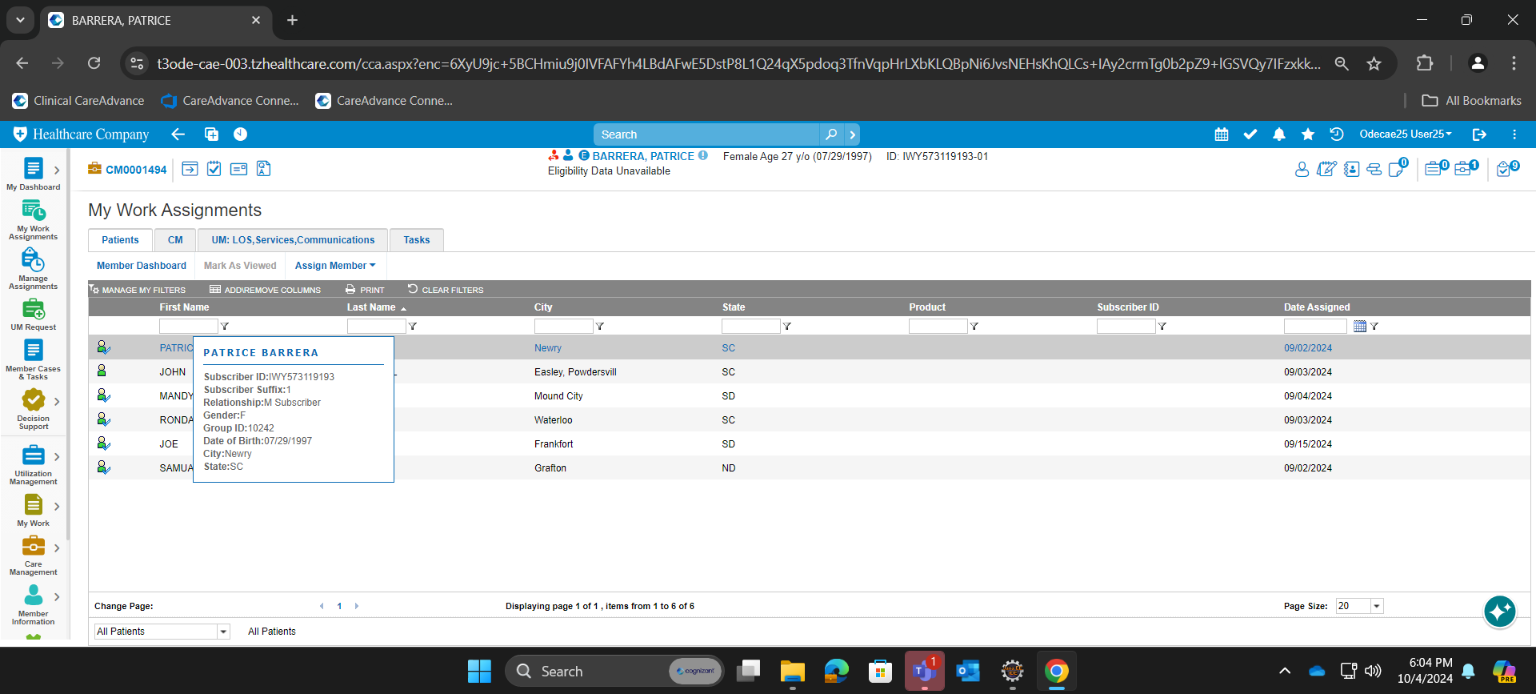 BARRERA, PATRICE
t3ode-cae-003.tzhealthcare.com/cca.aspx?enc=6XyU9jc+5BCHmiu9j0IVFAFYh4LBdAFwE5DstP8L1Q24qX5pdoq3TfnVqpHrLXbKLQBpNi6JvsNEHsKhQLCs+IAy2crmTg0b2pZ9+lGSVQy7IFzxkk...
Clinical CareAdvance
CareAdvance Conne...
CareAdvance Conne...
All Bookmarks
Healthcare Company
Search
Odecae25 User25
CM0001494
BARRERA, PATRICE Female Age 27 y/o (07/29/1997) ID: IWY573119193-01
Eligibility Data Unavailable
0
0
1
9
My Dashboard
My Work
Assignments
Manage
Assignments
UM Request
Member Cases
& Tasks
Decision
Support
Utilization
Management
My Work
Care
Management
Member
Information
My Work Assignments
Patients CM UM: LOS,Services,Communications Tasks
Member Dashboard Mark As Viewed Assign Member
MANAGE MY FILTERS ADD\REMOVE COLUMNS PRINT CLEAR FILTERS
First Name Last Name City State Product Subscriber ID Date Assigned
PATRIC Newry SC 09/02/2024
JOHN Easley, Powdersvill SC 09/03/2024
MANDY Mound City SD 09/04/2024
RONDA Waterloo SC 09/03/2024
JOE Frankfort SD 09/15/2024
SAMUA Grafton ND 09/02/2024
PATRICE BARRERA
Subscriber ID:IWY573119193
Subscriber Suffix:1
Relationship:M Subscriber
Gender:F
Group ID:10242
Date of Birth:07/29/1997
City:Newry
State:SC
Change Page: 1 Displaying page 1 of 1 , items from 1 to 6 of 6 Page Size: 20
All Patients All Patients
Search
cognizant
1
6:04 PM
10/4/2024
PRE